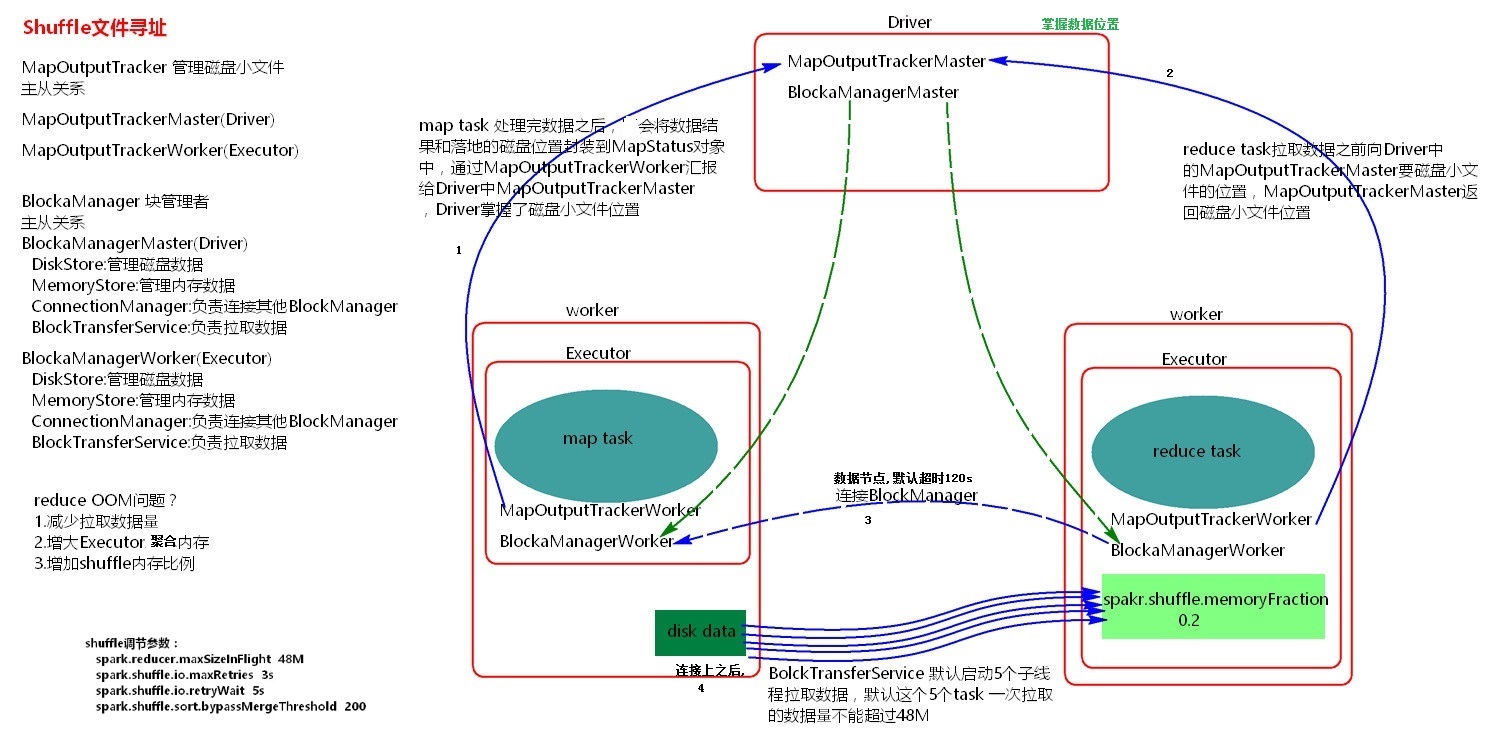 Shuffle文件寻址
MapOutputTracker 管理磁盘小文件
主从关系
MapOutputTrackerMaster(Driver)
MapOutputTrackerWorker(Executor)
BlockaManager 块管理者
主从关系
BlockaManagerMaster(Driver)
DiskStore:管理磁盘数据
MemoryStore:管理内存数据
ConnectionManager:负责连接其他BlockManager
BlockTransferService:负责拉取数据
BlockaManagerWorker(Executor)
DiskStore:管理磁盘数据
MemoryStore:管理内存数据
ConnectionManager:负责连接其他BlockManager
BlockTransferService:负责拉取数据
reduce OOM问题？
1.减少拉取数据量
2.增大Executor 聚合内存
3.增加shuffle内存比例
shuffle调节参数：
spark.reducer.maxSizeInFlight 48M
spark.shuffle.io.maxRetries 3s
spark.shuffle.io.retryWait 5s
spark.shuffle.sort.bypassMergeThreshold 200
Driver
掌握数据位置
MapOutputTrackerMaster
BlockaManagerMaster
map task 处理完数据之后，会将数据结
果和落地的磁盘位置封装到MapStatus对象
中，通过MapOutputTrackerWorker汇报
给Driver中MapOutputTrackerMaster
，Driver掌握了磁盘小文件位置
1
2
reduce task拉取数据之前向Driver中
的MapOutputTrackerMaster要磁盘小文
件的位置，MapOutputTrackerMaster返
回磁盘小文件位置
worker
Executor
map task
MapOutputTrackerWorker
BlockaManagerWorker
disk data
连接上之后,
4
数据节点,默认超时120s
连接BlockManager
3
worker
Executor
reduce task
MapOutputTrackerWorker
BlockaManagerWorker
spakr.shuffle.memoryFraction
0.2
BolckTransferService 默认启动5个子线
程拉取数据，默认这个5个task 一次拉取
的数据量不能超过48M